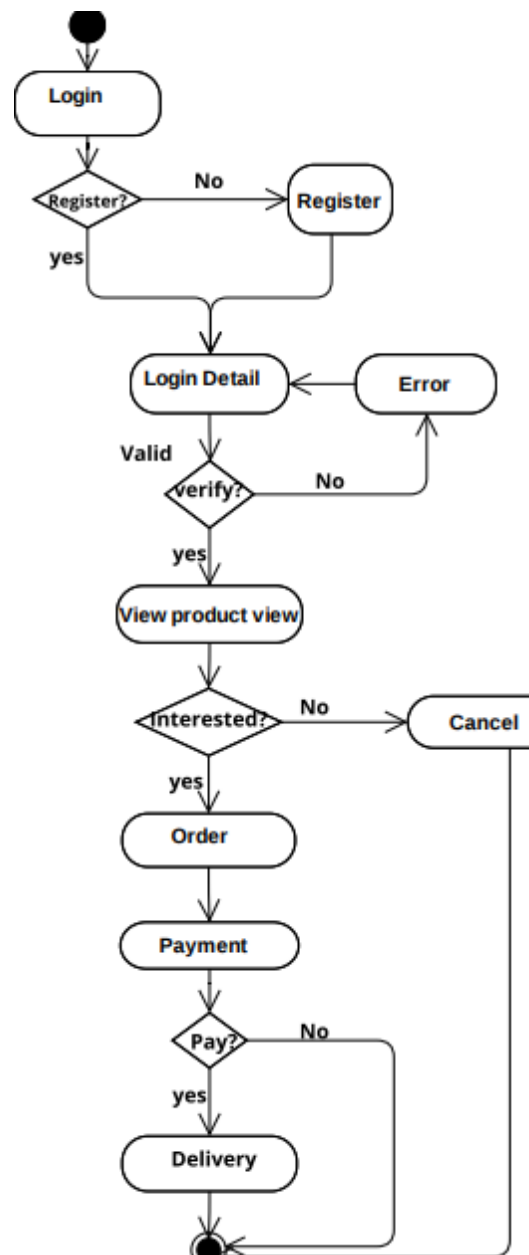 Login
Register?
No
Register
yes
Login Detail
Error
Valid
verify?
No
yes
View product view
Interested?
No
Cancel
yes
Order
Payment
Pay?
No
yes
Delivery